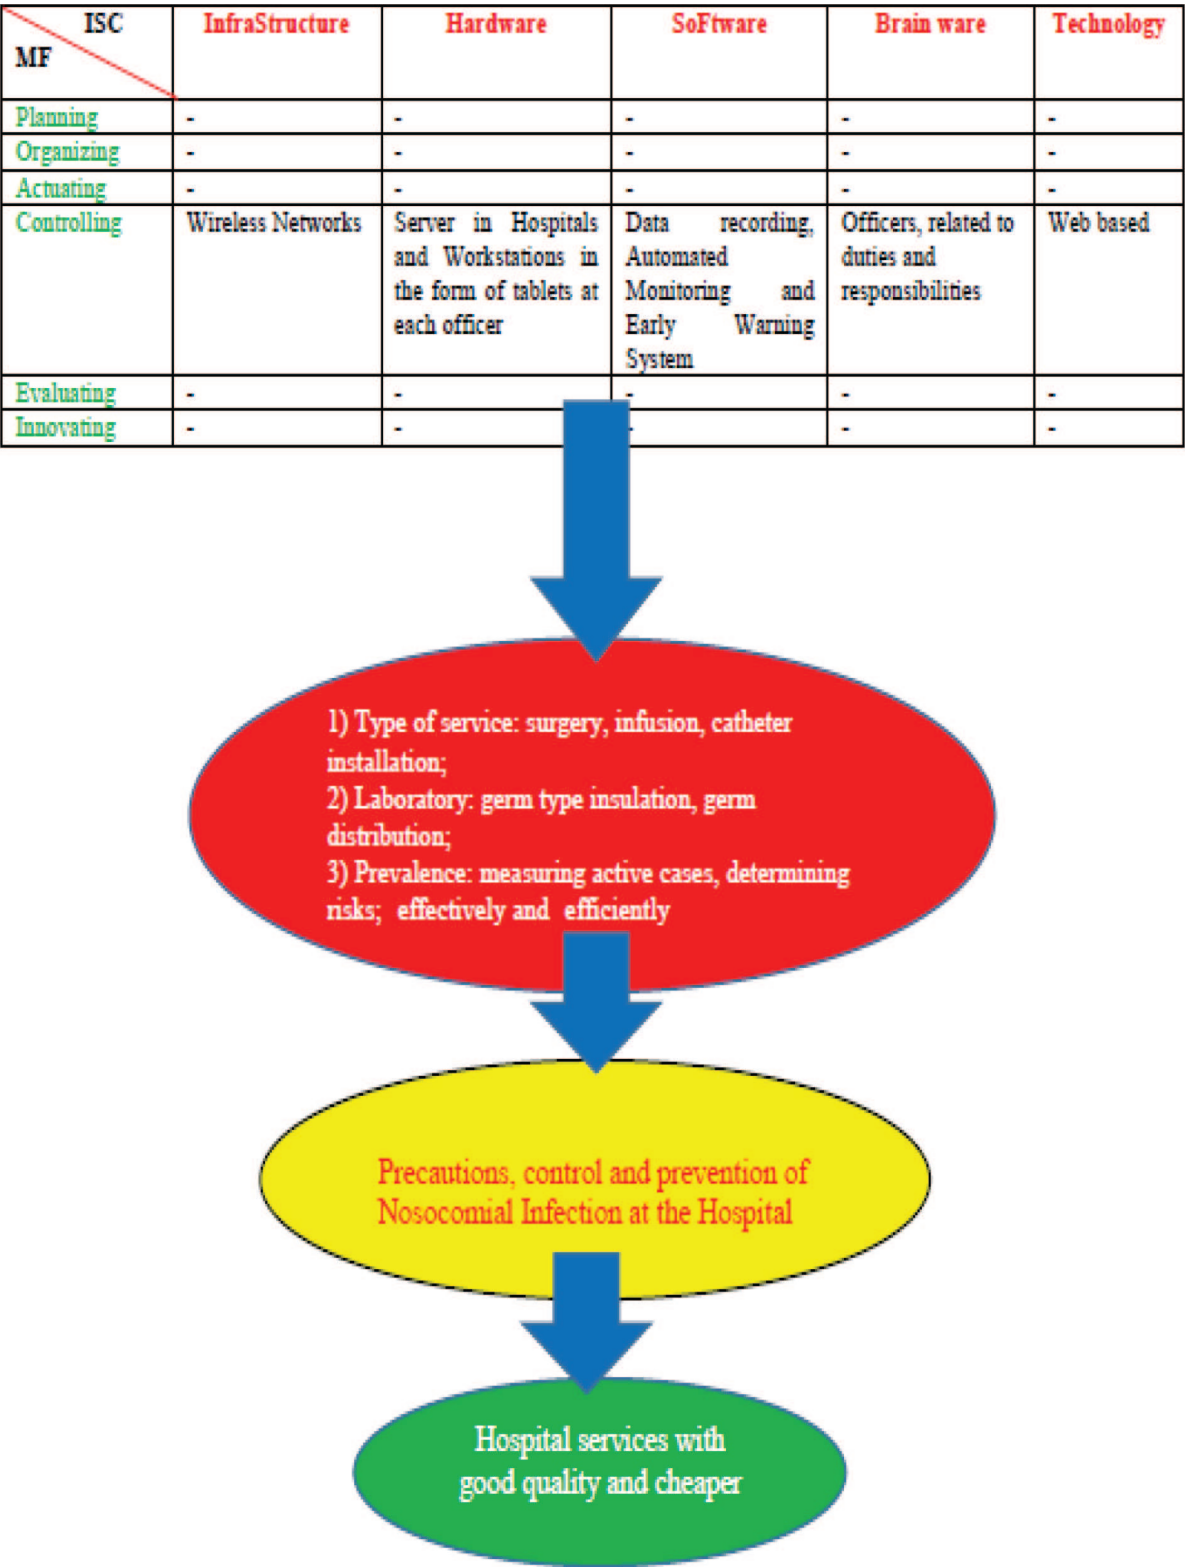 ISC InfraStructure Hardware SoFtware Brain ware Technology
MF
Planning - - - - -
Organizing - - - - -
Actuating - - - - -
Controlling Wireless Networks Server in Hospitals Data recording, Officers, related to Web based
and Workstations in Automated duties and
the form of tablets at Monitoring and responsibilities
each officer Early Warning
System
Evaluating - - - - -
Innovating - - - - -
1) Type of service: surgery, infusion, catheter
installation;
2) Laboratory: germ type insulation, germ
distribution;
3) Prevalence: measuring active cases, determining
risks; effectively and efficiently
Precautions, control and prevention of
Nosocomial Infection at the Hospital
Hospital services with
good quality and cheaper